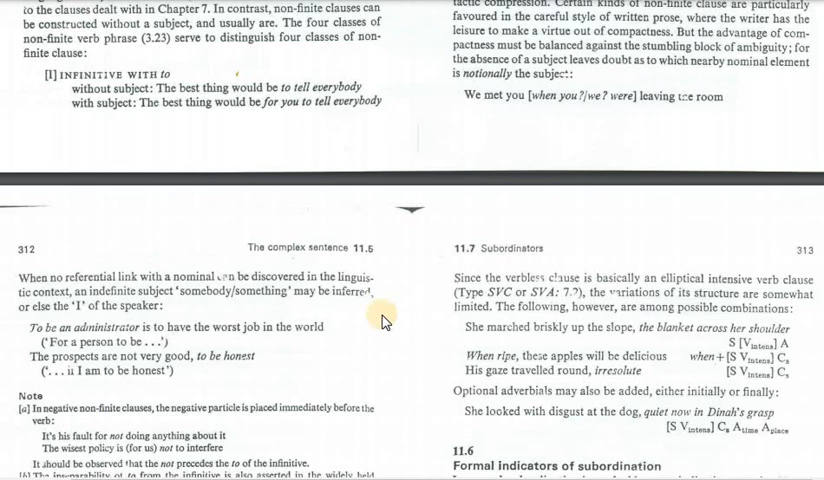 to the clauses dealt with in Chapter 7. In contrast, non-finite clauses can
be constructed without a subject, and usually are. The four classes of
non-finite verb phrase (3.23) serve to distinguish four classes of non-
finite clause:
[1] INFINITIVE WITH to
without subject: The best thing would be to tell everybody
with subject: The best thing would be for you to tell everybody
tactic compression. Certain kinds of non-finite clause are particularly
favoured in the careful style of written prose, where the writer has the
leisure to make a virtue out of compactness. But the advantage of com-
pactness must be balanced against the stumbling block of ambiguity; for
the absence of a subject leaves doubt as to which nearby nominal element
is notionally the subject:
We met you [when you?/we? were] leaving the room
312 The complex sentence 11.5
When no referential link with a nominal can be discovered in the linguis-
tic context, an indefinite subject 'somebody/something' may be inferred,
or else the 'I' of the speaker:
To be an administrator is to have the worst job in the world
('For a person to be ...')
The prospects are not very good, to be honest
('... if I am to be honest')
Note
[a] In negative non-finite clauses, the negative particle is placed immediately before the
verb:
It's his fault for not doing anything about it
The wisest policy is (for us) not to interfere
It should be observed that the not precedes the to of the infinitive.
[b] The inseparability of to from the infinitive is also asserted in the widely held
11.7 Subordinators 313
Since the verbless clause is basically an elliptical intensive verb clause
(Type SVC or SVA: 7.2), the variations of its structure are somewhat
limited. The following, however, are among possible combinations:
She marched briskly up the slope, the blanket across her shoulder
S [Vintens] A
When ripe, these apples will be delicious when + [S Vintens] Cs
His gaze travelled round, irresolute [S Vintens] Cs
Optional adverbials may also be added, either initially or finally:
She looked with disgust at the dog, quiet now in Dinah's grasp
[S Vintens] Cs Atime Aplace
11.6
Formal indicators of subordination